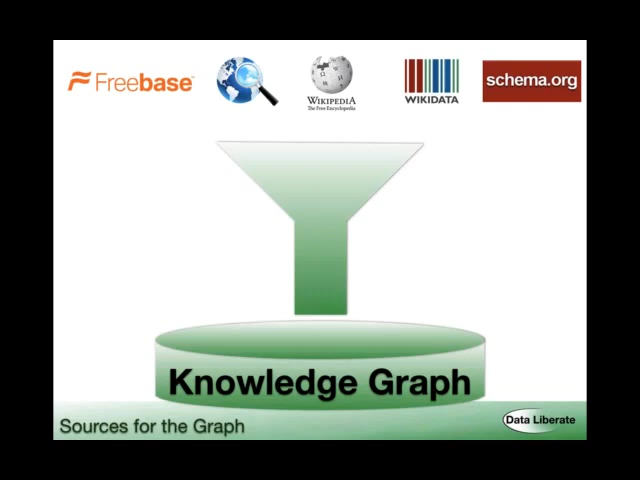 Freebase
WIKIPEDIA
The Free Encyclopedia
WIKIDATA
schema.org
Knowledge Graph
Sources for the Graph
Data Liberate